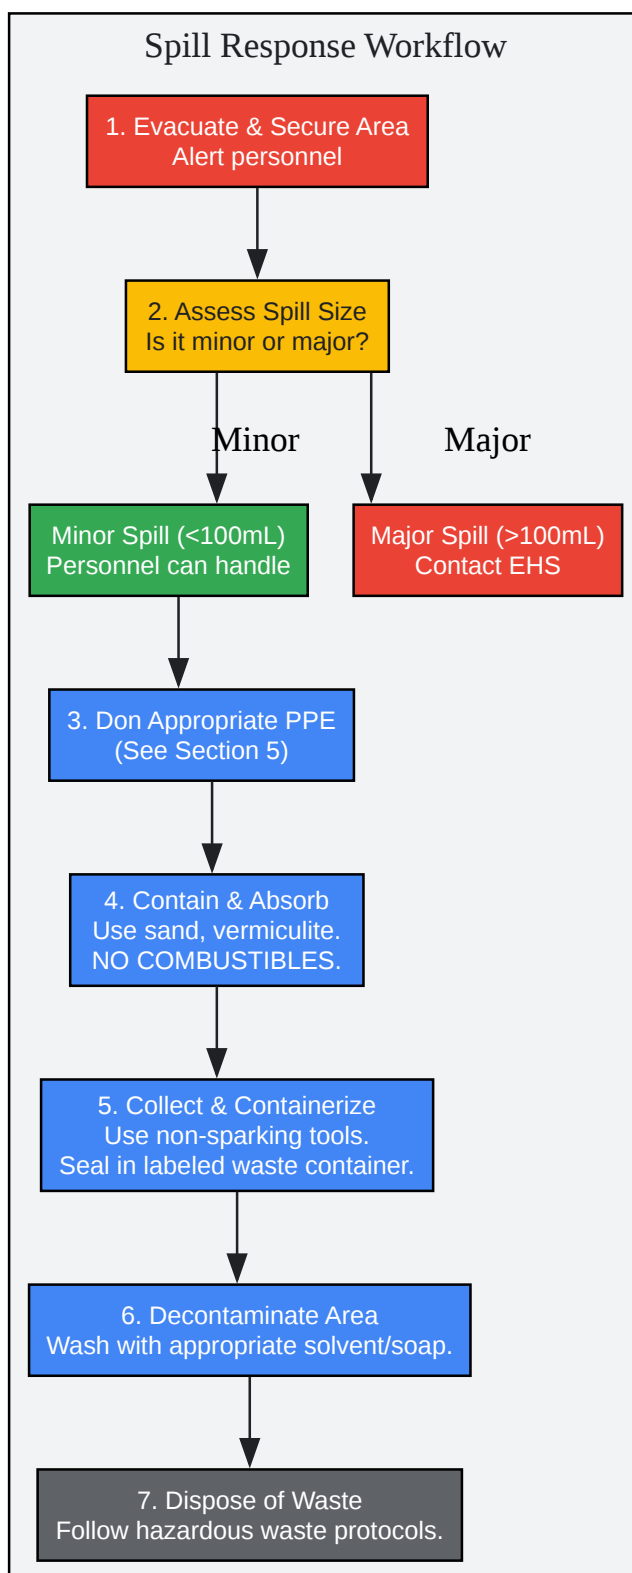 Spill Response Workflow
1. Evacuate & Secure Area
Alert personnel
2. Assess Spill Size
Is it minor or major?
Minor
Major
Minor Spill (<100mL)
Personnel can handle
Major Spill (>100mL)
Contact EHS
3. Don Appropriate PPE
(See Section 5)
4. Contain & Absorb
Use sand, vermiculite.
NO COMBUSTIBLES.
5. Collect & Containerize
Use non-sparking tools.
Seal in labeled waste container.
6. Decontaminate Area
Wash with appropriate solvent/soap.
7. Dispose of Waste
Follow hazardous waste protocols.